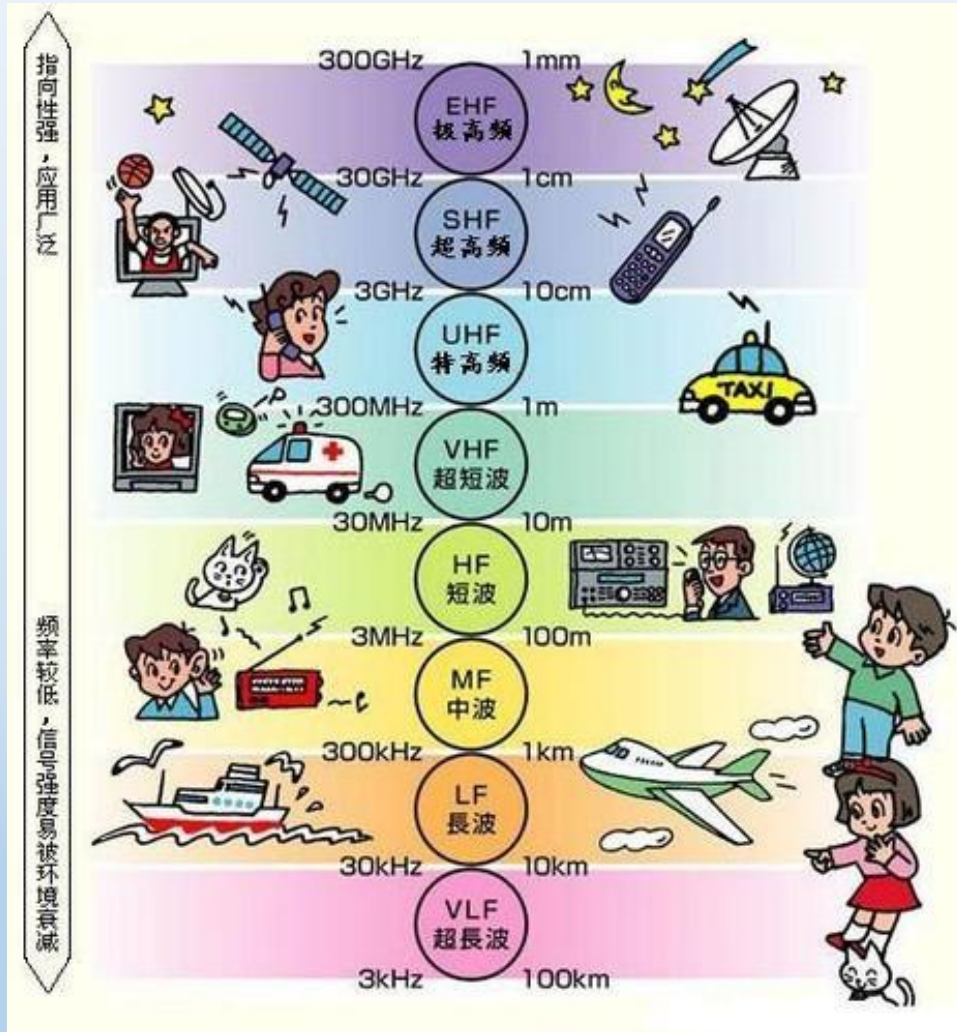 指向性强，应用广泛
频率较低，信号强度易被环境衰减
300GHz 1mm
EHF
极高頻
30GHz 1cm
SHF
超高頻
3GHz 10cm
UHF
特高頻
TAXI
300MHz 1m
VHF
超短波
30MHz 10m
HF
短波
3MHz 100m
MF
中波
300kHz 1km
LF
長波
30kHz 10km
VLF
超長波
3kHz 100km